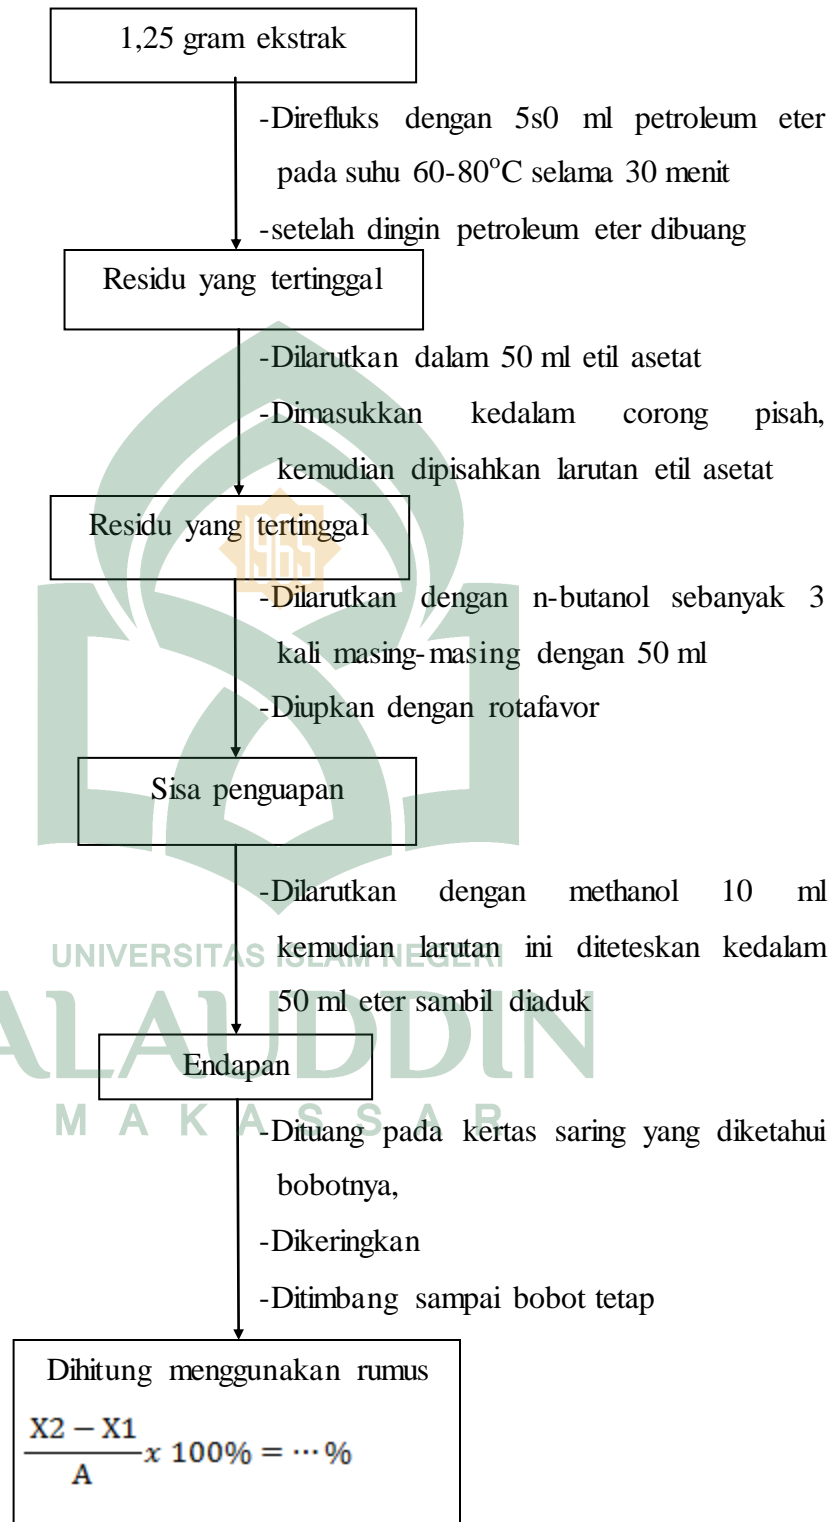 1,25 gram ekstrak
-Direfluks dengan 5s0 ml petroleum eter
pada suhu 60-80°C selama 30 menit
-setelah dingin petroleum eter dibuang
Residu yang tertinggal
-Dilarutkan dalam 50 ml etil asetat
-Dimasukkan kedalam corong pisah,
kemudian dipisahkan larutan etil asetat
Residu yang tertinggal
1965
-Dilarutkan dengan n-butanol sebanyak 3
kali masing-masing dengan 50 ml
-Diupkan dengan rotafavor
Sisa penguapan
-Dilarutkan dengan methanol 10 ml
kemudian larutan ini diteteskan kedalam
50 ml eter sambil diaduk
UNIVERSITAS ISLAM NEGERI
ALAUDDIN
MAKASSAR
Endapan
-Dituang pada kertas saring yang diketahui
bobotnya,
-Dikeringkan
-Ditimbang sampai bobot tetap
Dihitung menggunakan rumus
X2 – X1
A
x 100% = ⋯ %